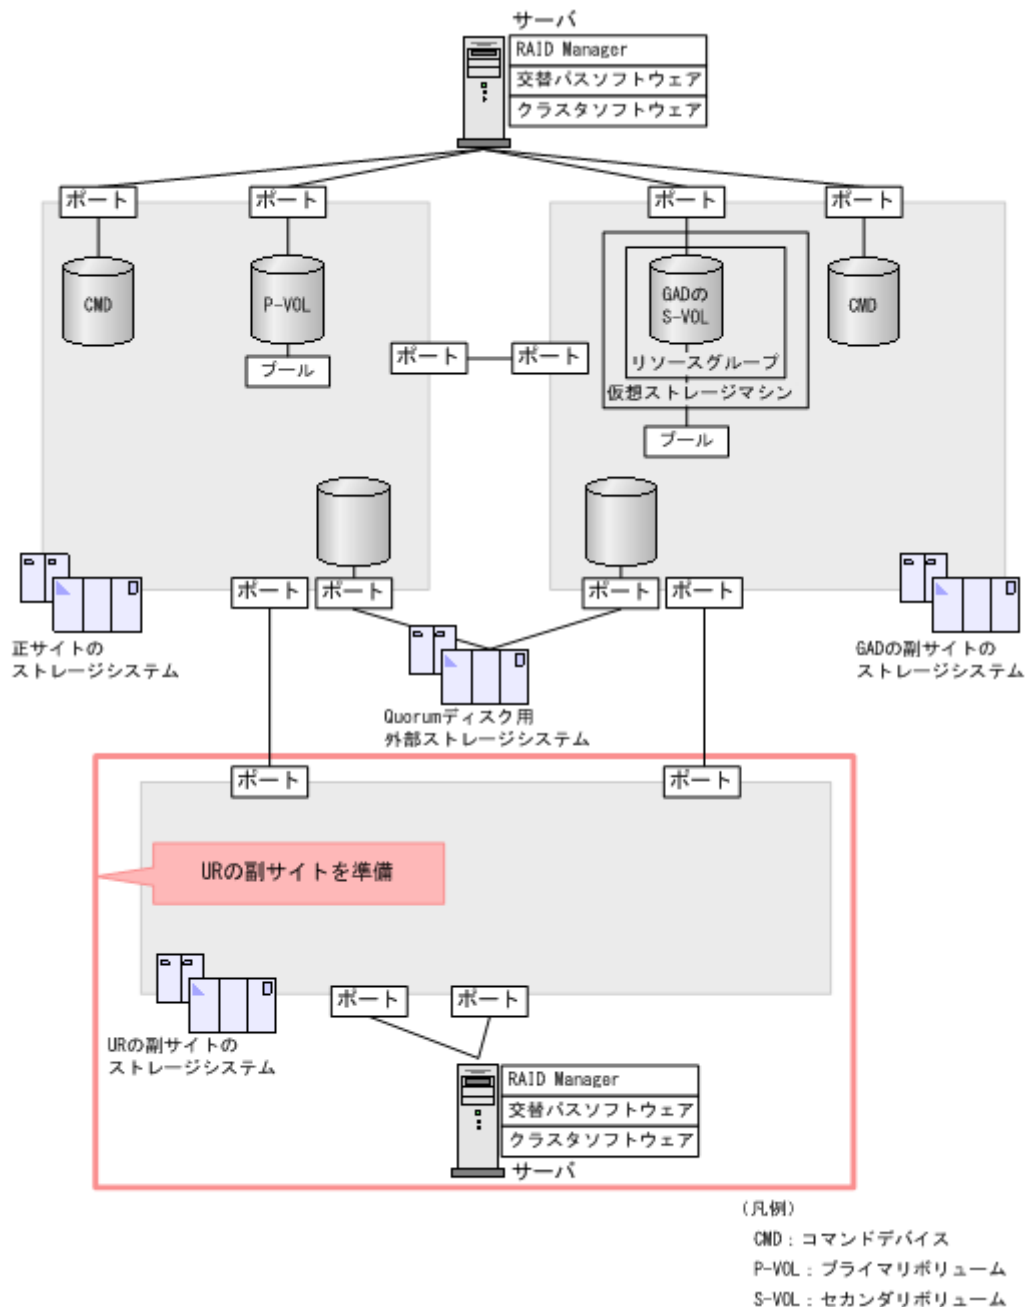 サーバ
RAID Manager
交替パスソフトウェア
クラスタソフトウェア
ポート
ポート
ポート
ポート
CMD
P-VOL
GADの
S-VOL
CMD
ポート
ポート
プール
リソースグループ
仮想ストレージマシン
プール
ポート
ポート
ポート
ポート
正サイトの
ストレージシステム
GADの副サイトの
ストレージシステム
Quorumディスク用
外部ストレージシステム
ポート
ポート
URの副サイトを準備
ポート
ポート
URの副サイトの
ストレージシステム
RAID Manager
交替パスソフトウェア
クラスタソフトウェア
サーバ
(凡例)
CMD：コマンドデバイス
P-VOL：プライマリボリューム
S-VOL：セカンダリボリューム